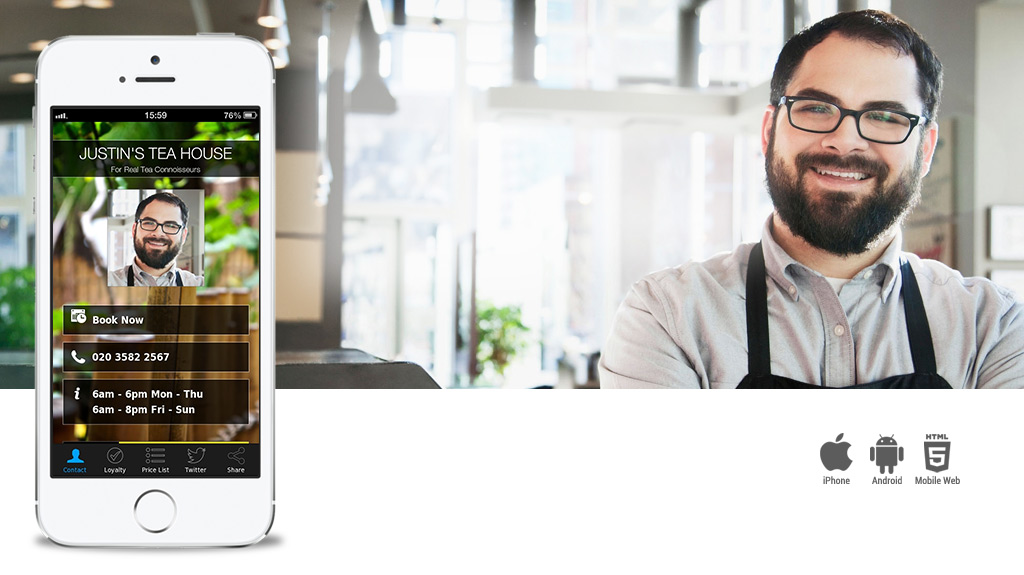 15:59
76%
JUSTIN'S TEA HOUSE
For Real Tea Connoisseurs
Book Now
020 3582 2567
6am - 6pm Mon - Thu
6am - 8pm Fri - Sun
Contact
Loyalty
Price List
Twitter
Share
HTML
5
iPhone
Android
Mobile Web